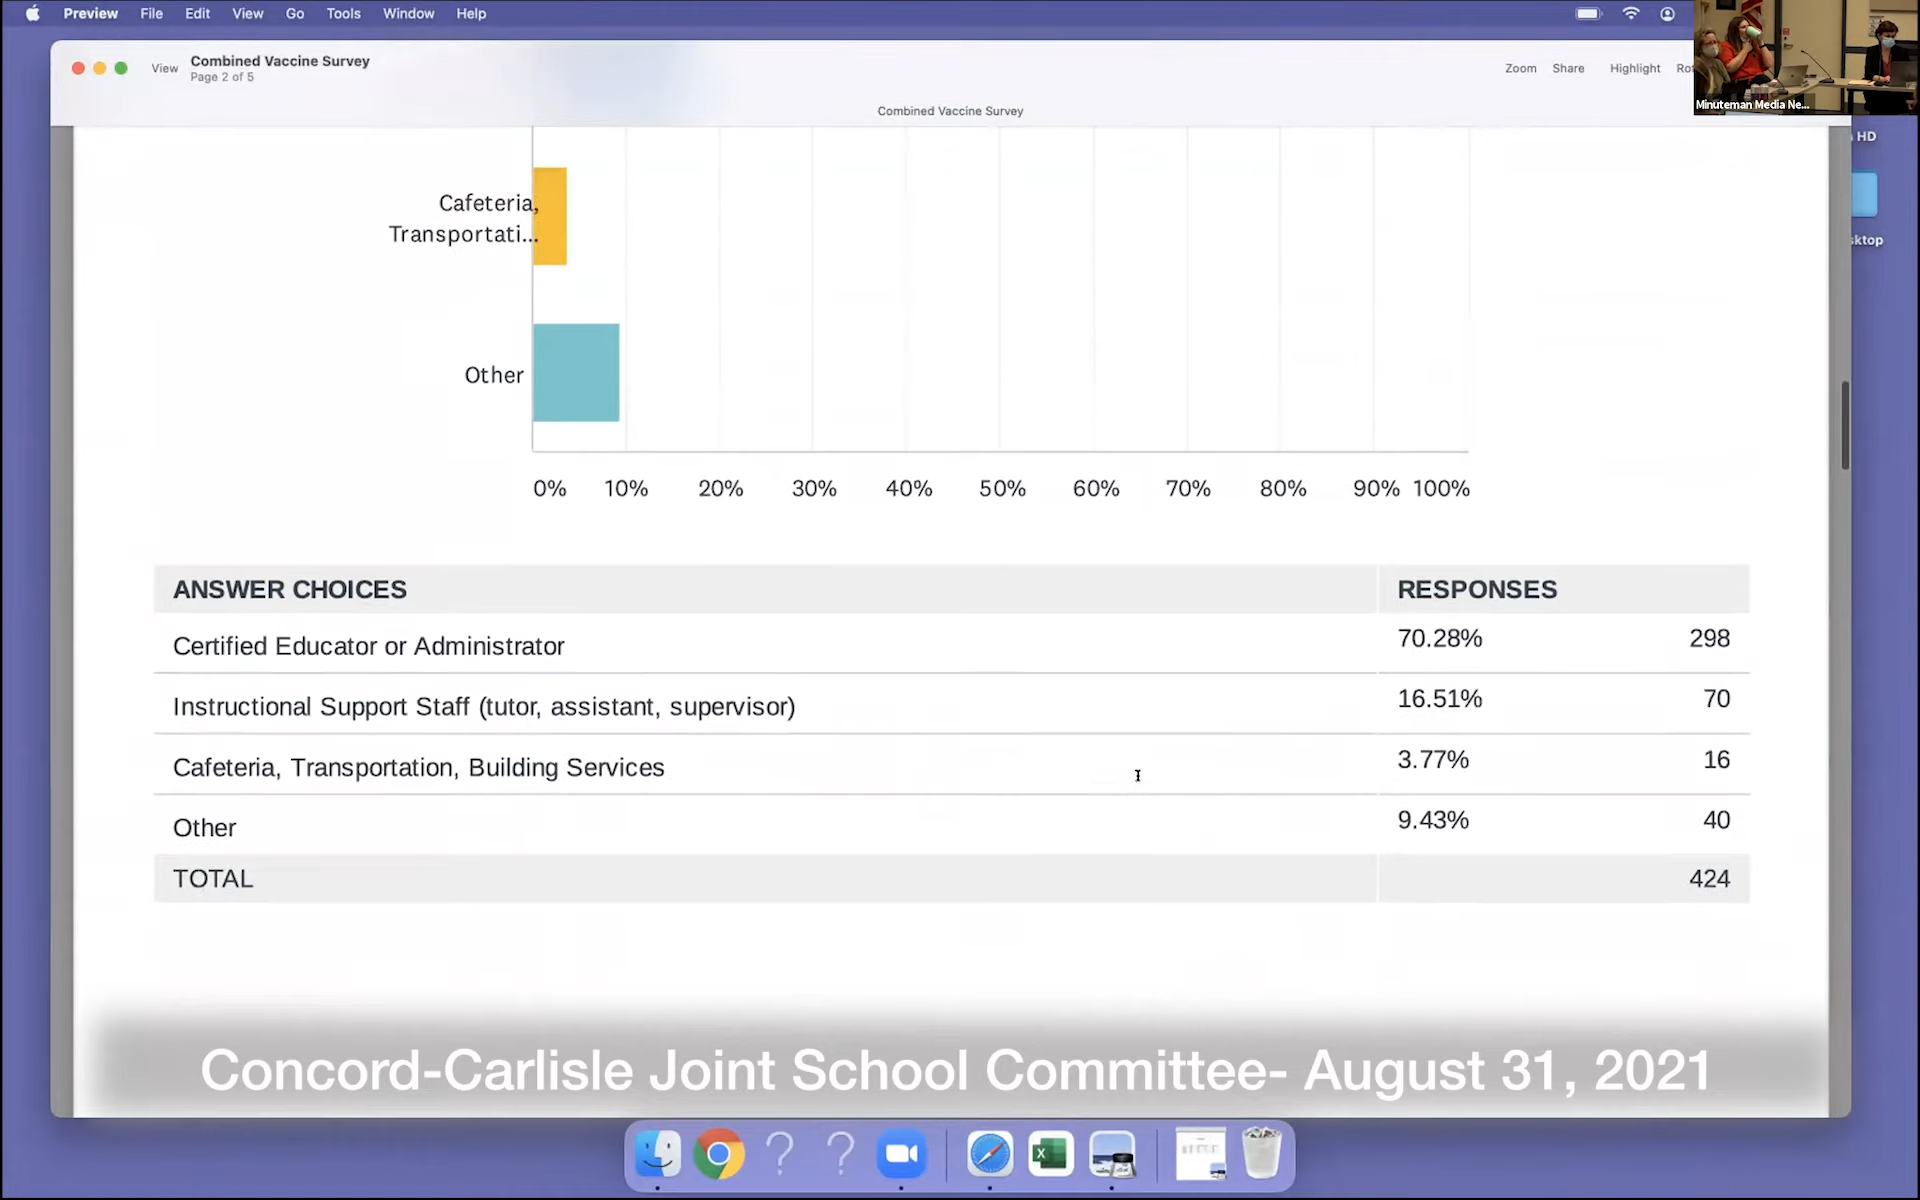 Preview File Edit View Go Tools Window Help
View Combined Vaccine Survey
Page 2 of 5
Zoom Share Highlight
Combined Vaccine Survey
Minuteman Media Ne...
HD
Cafeteria,
Transportati...
Other
0% 10% 20% 30% 40% 50% 60% 70% 80% 90% 100%
ANSWER CHOICES RESPONSES
Certified Educator or Administrator 70.28% 298
Instructional Support Staff (tutor, assistant, supervisor) 16.51% 70
Cafeteria, Transportation, Building Services 3.77% 16
Other 9.43% 40
TOTAL 424
Concord-Carlisle Joint School Committee- August 31, 2021